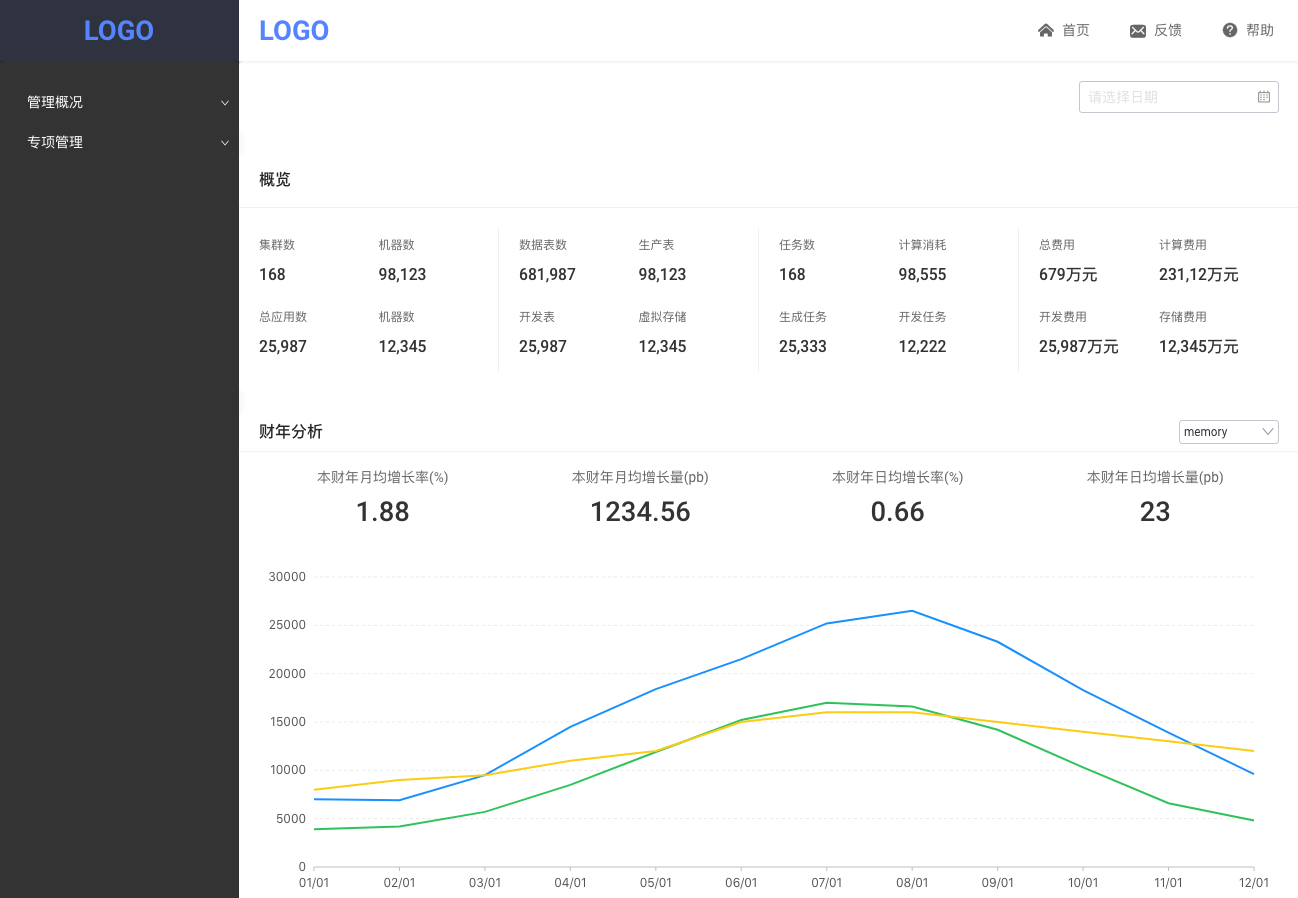 LOGO
LOGO
首页
反馈
帮助
管理概况
专项管理
请选择日期
概览
集群数 机器数 数据表数 生产表 任务数 计算消耗 总费用 计算费用
168 98,123 681,987 98,123 168 98,555 679万元 231,12万元
总应用数 机器数 开发表 虚拟存储 生成任务 开发任务 开发费用 存储费用
25,987 12,345 25,987 12,345 25,333 12,222 25,987万元 12,345万元
财年分析
memory
本财年月均增长率(%) 本财年月均增长量(pb) 本财年日均增长率(%) 本财年日均增长量(pb)
1.88 1234.56 0.66 23
30000
25000
20000
15000
10000
5000
0
01/01 02/01 03/01 04/01 05/01 06/01 07/01 08/01 09/01 10/01 11/01 12/01